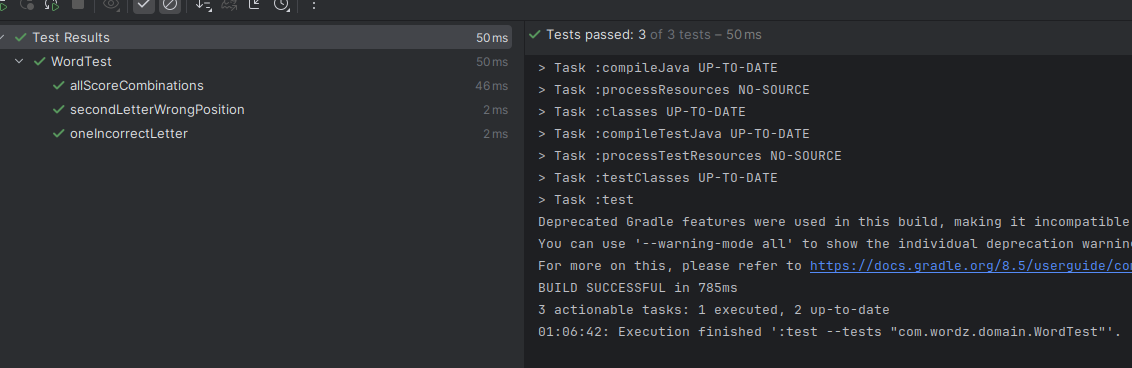 Test Results 50 ms
WordTest 50 ms
allScoreCombinations 46 ms
secondLetterWrongPosition 2 ms
oneIncorrectLetter 2 ms
Tests passed: 3 of 3 tests – 50 ms
> Task :compileJava UP-TO-DATE
> Task :processResources NO-SOURCE
> Task :classes UP-TO-DATE
> Task :compileTestJava UP-TO-DATE
> Task :processTestResources NO-SOURCE
> Task :testClasses UP-TO-DATE
> Task :test
Deprecated Gradle features were used in this build, making it incompatible
You can use '--warning-mode all' to show the individual deprecation warnin
For more on this, please refer to https://docs.gradle.org/8.5/userguide/co
BUILD SUCCESSFUL in 785ms
3 actionable tasks: 1 executed, 2 up-to-date
01:06:42: Execution finished ':test --tests "com.wordz.domain.WordTest"'.